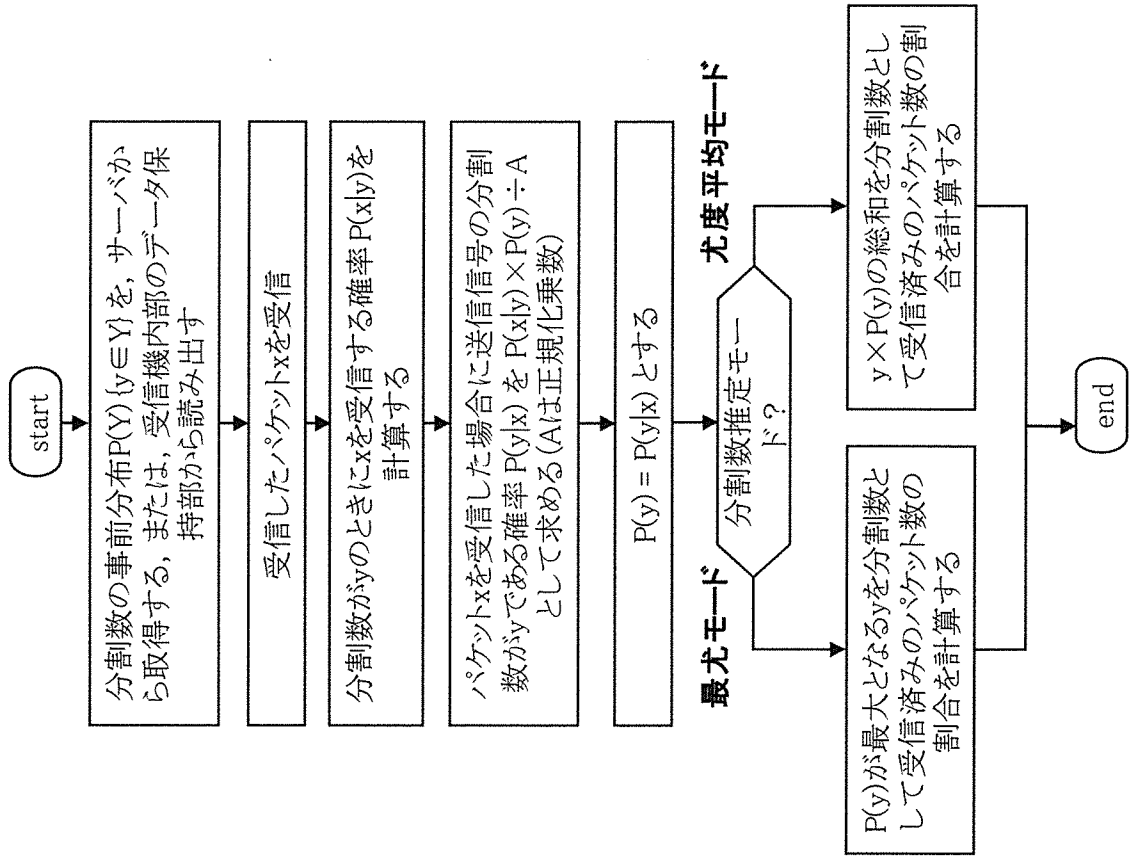 start
分割数の事前分布P(Y){y∈Y}を, サーバか
ら取得する, または, 受信機内部のデータ保
持部から読み出す
受信したパケットxを受信
分割数がyのときにxを受信する確率P(x|y)を
計算する
パケットxを受信した場合に送信信号の分割
数がyである確率P(y|x)をP(x|y)×P(y)÷A
として求める(Aは正規化乗数)
P(y) = P(y|x)とする
分割数推定モー
ド?
最尤モード
尤度平均モード
P(y)が最大となるyを分割数と
して受信済みのパケット数の
割合を計算する
y×P(y)の総和を分割数とし
て受信済みのパケット数の割
合を計算する
end